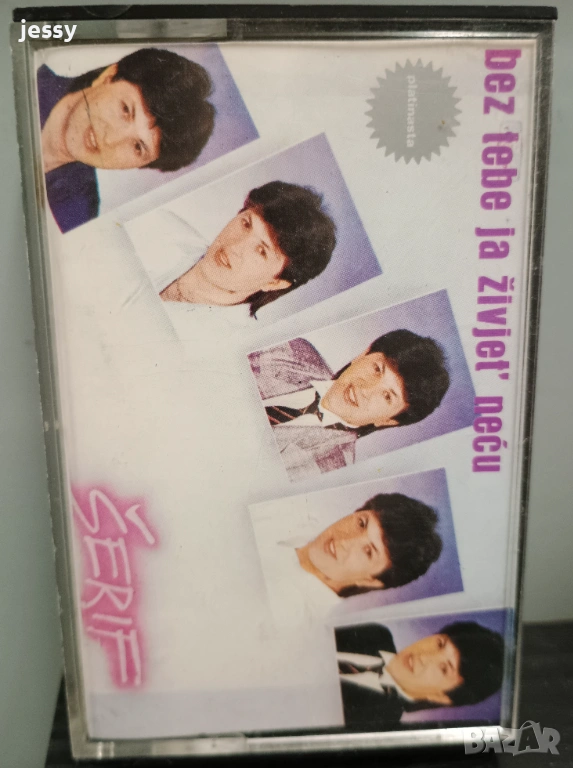 jessy
platinasta
bez tebe ja živjet' neću
ŠERIF
BAZAR